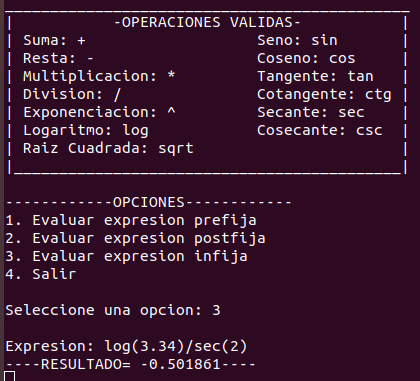 -OPERACIONES VALIDAS-
Suma: + Seno: sin
Resta: - Coseno: cos
Multiplicacion: * Tangente: tan
Division: / Cotangente: ctg
Exponenciacion: ^ Secante: sec
Logaritmo: log Cosecante: csc
Raiz Cuadrada: sqrt
------------OPCIONES------------
1. Evaluar expresion prefija
2. Evaluar expresion postfija
3. Evaluar expresion infija
4. Salir
Seleccione una opcion: 3
Expresion: log(3.34)/sec(2)
----RESULTADO= -0.501861----